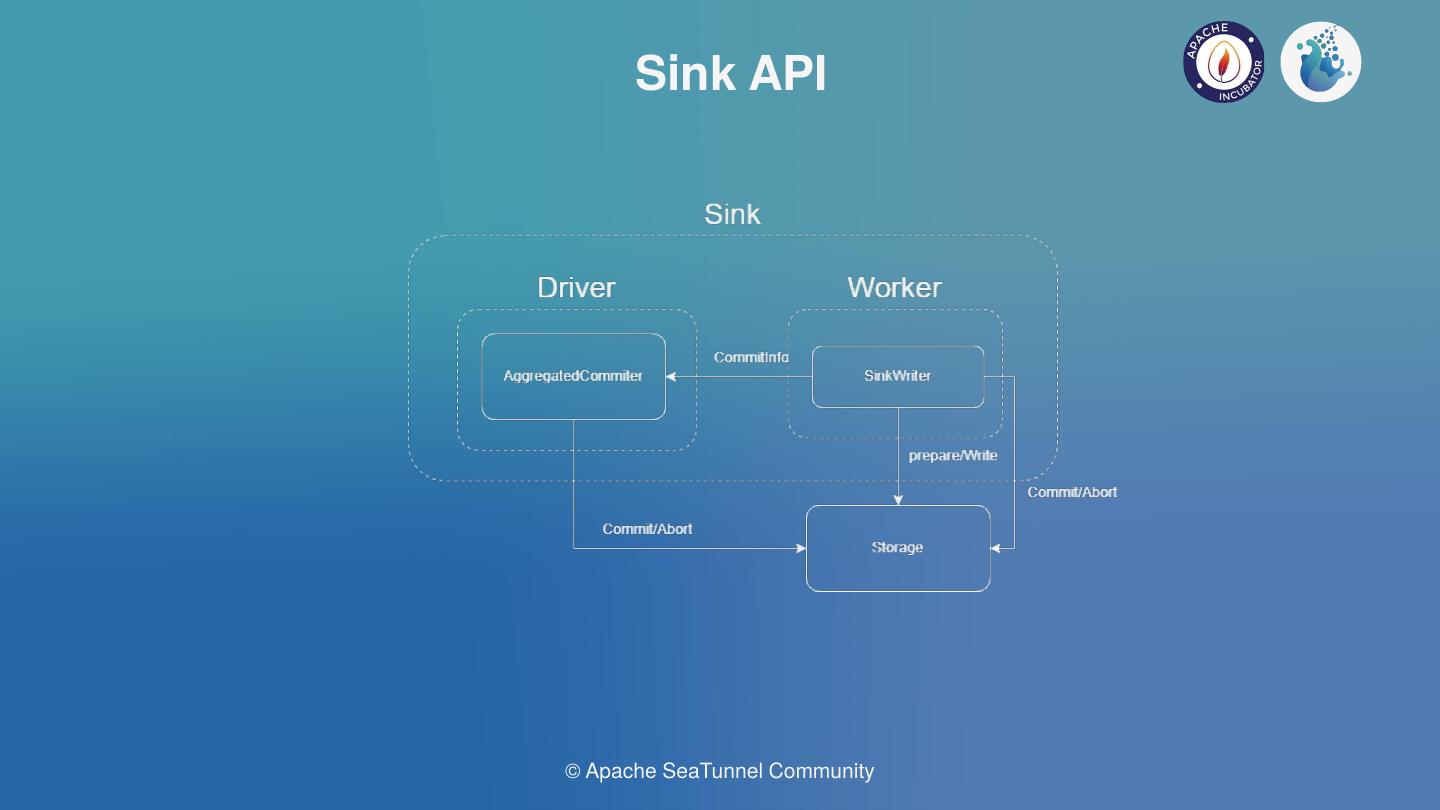 Sink API
APACHE
INCUBATOR
Sink
Driver
Worker
CommitInfo
AggregatedCommiter
SinkWriter
prepare/Write
Commit/Abort
Commit/Abort
Storage
© Apache SeaTunnel Community